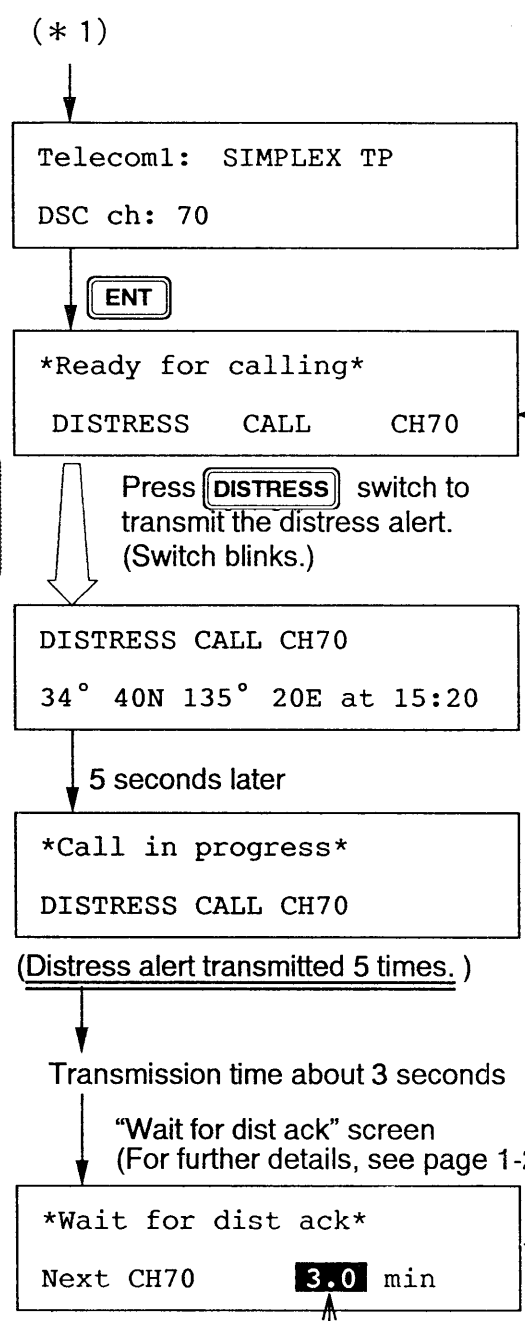 (* 1)
Telecom1: SIMPLEX TP
DSC ch: 70
ENT
*Ready for calling*
DISTRESS CALL CH70
Press DISTRESS switch to
transmit the distress alert.
(Switch blinks.)
DISTRESS CALL CH70
34° 40N 135° 20E at 15:20
5 seconds later
*Call in progress*
DISTRESS CALL CH70
(Distress alert transmitted 5 times. )
Transmission time about 3 seconds
“Wait for dist ack” screen
(For further details, see page 1-
*Wait for dist ack*
Next CH70 3.0 min